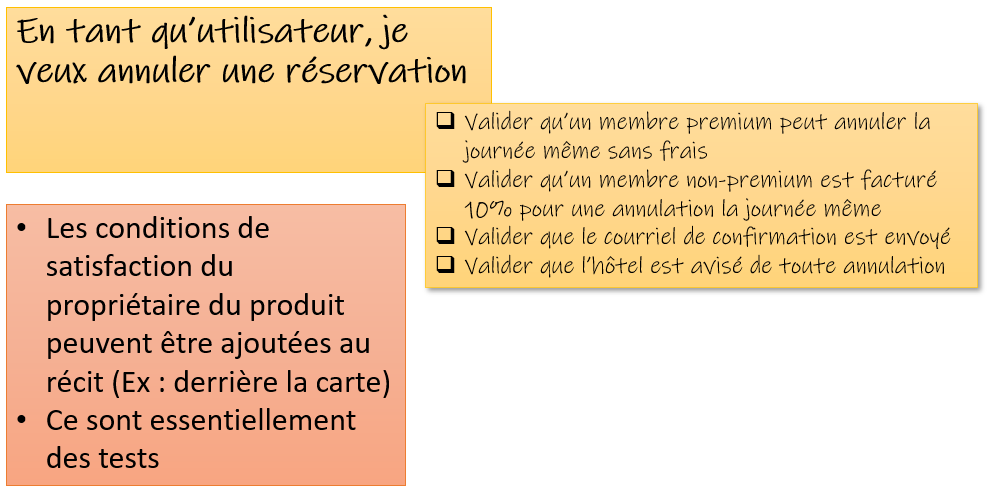 En tant qu'utilisateur, je
veux annuler une réservation
❑ Valider qu'un membre premium peut annuler la
journée même sans frais
❑ Valider qu'un membre non-premium est facturé
10% pour une annulation la journée même
❑ Valider que le courriel de confirmation est envoyé
❑ Valider que l'hôtel est avisé de toute annulation
• Les conditions de
satisfaction du
propriétaire du produit
peuvent être ajoutées au
récit (Ex : derrière la carte)
• Ce sont essentiellement
des tests